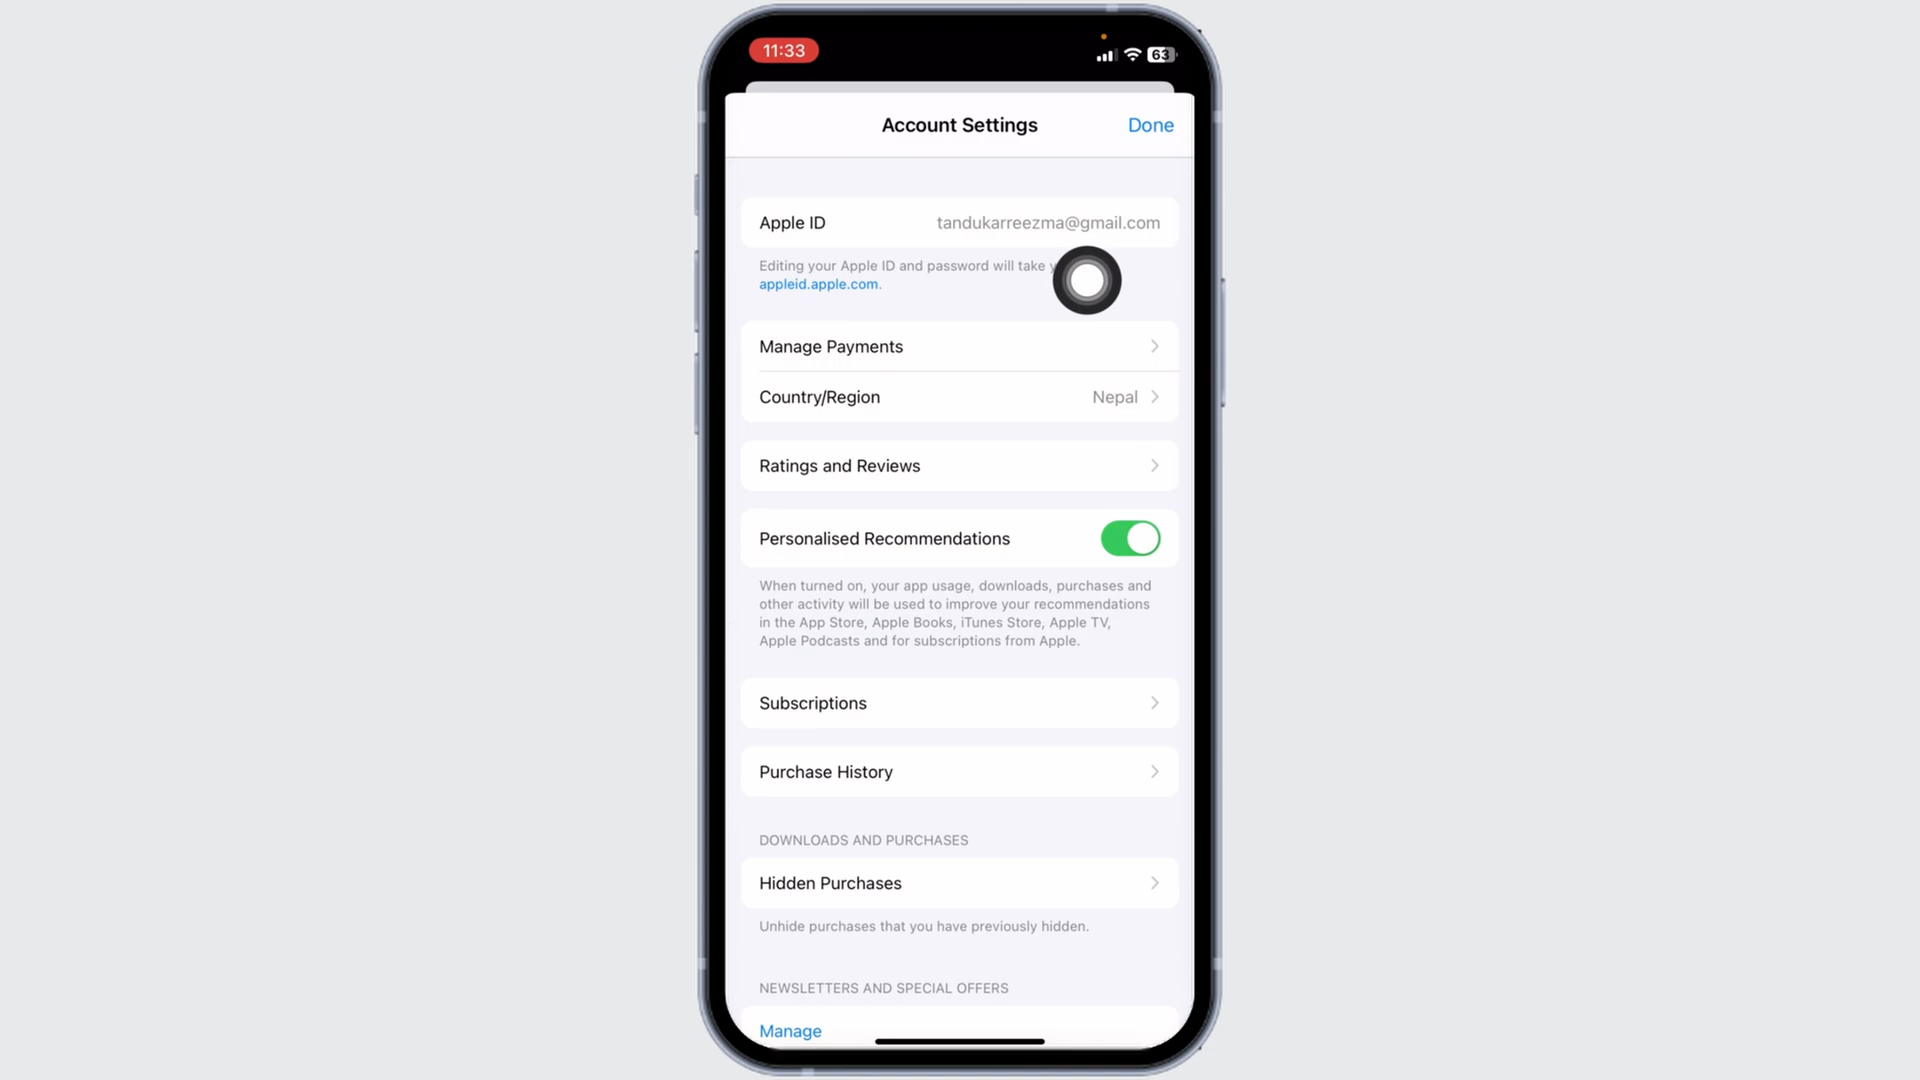 11:33
63
Account Settings
Done
Apple ID
tandukarreezma@gmail.com
Editing your Apple ID and password will take
appleid.apple.com.
Manage Payments
Country/Region
Nepal
Ratings and Reviews
Personalised Recommendations
When turned on, your app usage, downloads, purchases and
other activity will be used to improve your recommendations
in the App Store, Apple Books, iTunes Store, Apple TV,
Apple Podcasts and for subscriptions from Apple.
Subscriptions
Purchase History
DOWNLOADS AND PURCHASES
Hidden Purchases
Unhide purchases that you have previously hidden.
NEWSLETTERS AND SPECIAL OFFERS
Manage